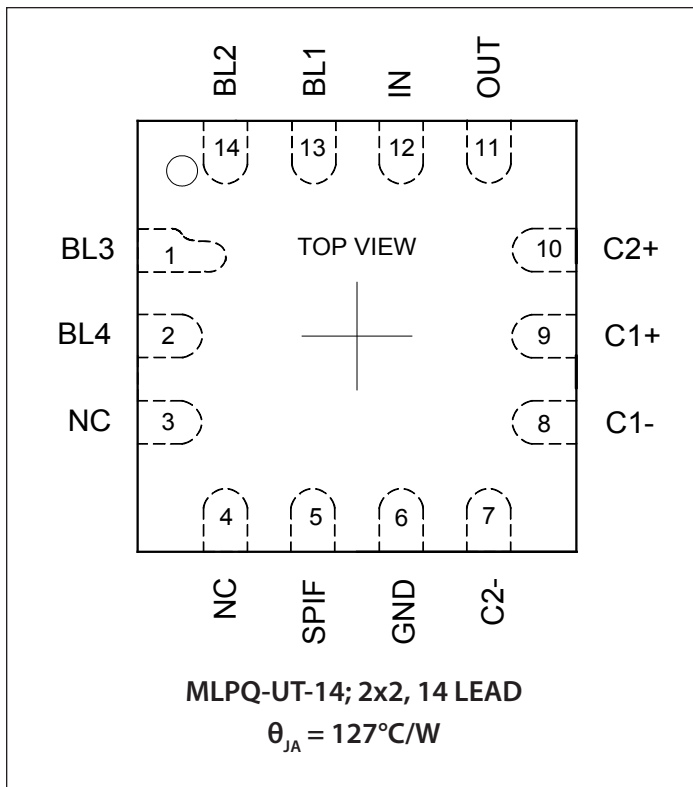 BL2 BL1 IN OUT
14 13 12 11
BL3 1 TOP VIEW 10 C2+
BL4 2 9 C1+
NC 3 8 C1-
4 5 6 7
NC SPIF GND C2-
MLPQ-UT-14; 2x2, 14 LEAD
θJA = 127°C/W